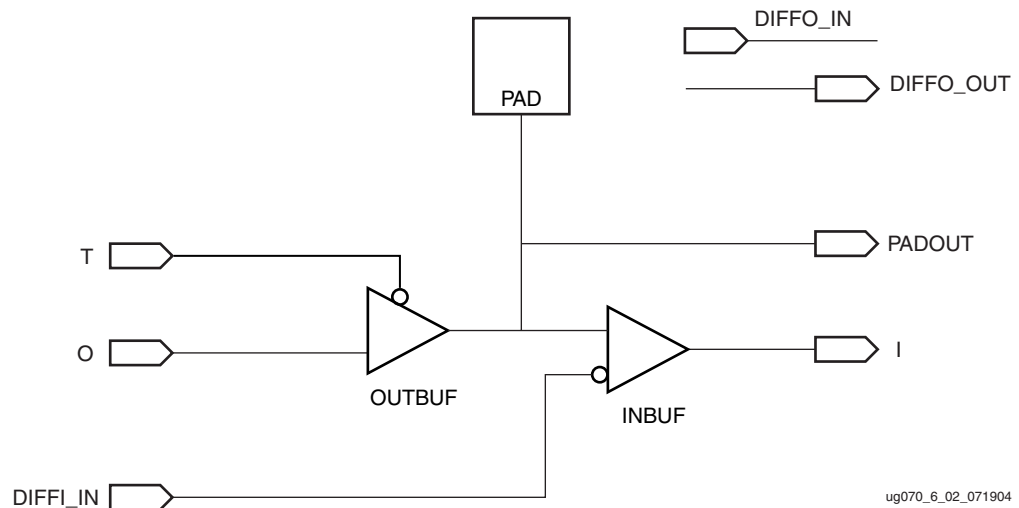 DIFFO_IN
DIFFO_OUT
PAD
T
PADOUT
O
I
OUTBUF
INBUF
DIFFI_IN
ug070_6_02_071904